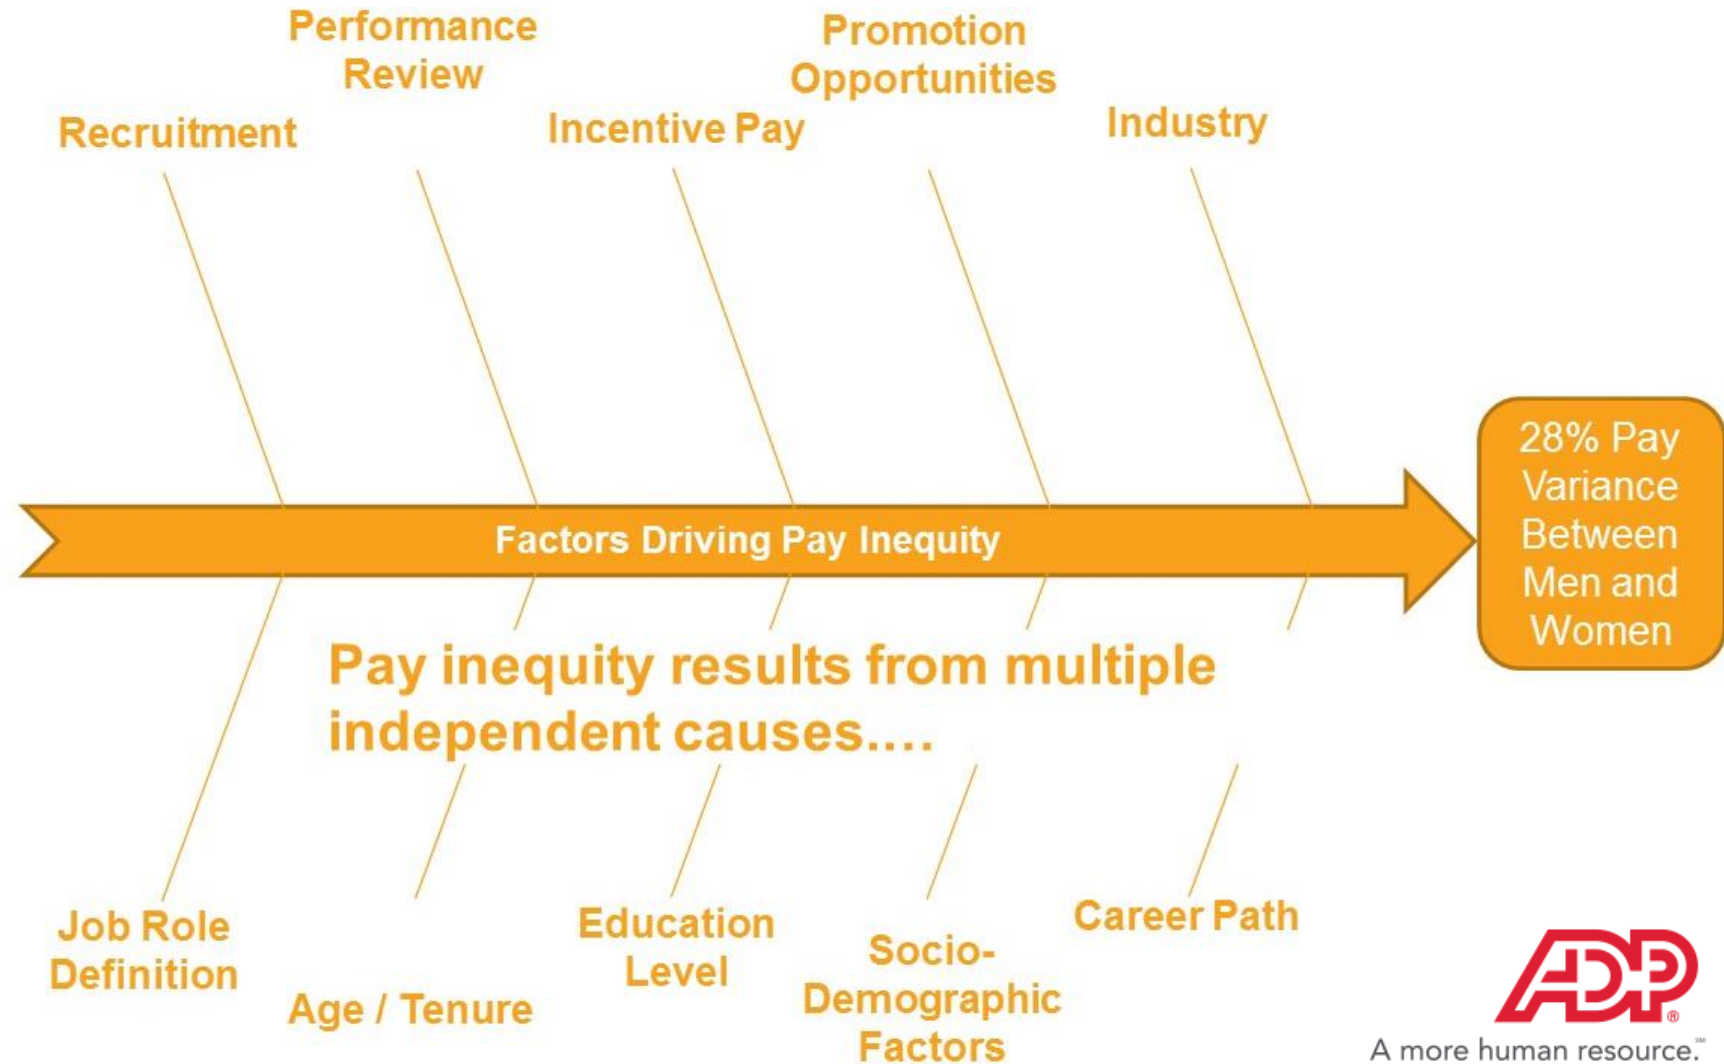 Performance
Review
Promotion
Opportunities
Recruitment
Incentive Pay
Industry
28% Pay
Variance
Between
Men and
Women
Factors Driving Pay Inequity
Pay inequity results from multiple
independent causes....
Job Role
Definition
Age / Tenure
Education
Level
Socio-
Demographic
Factors
Career Path
ADP®
A more human resource.℠